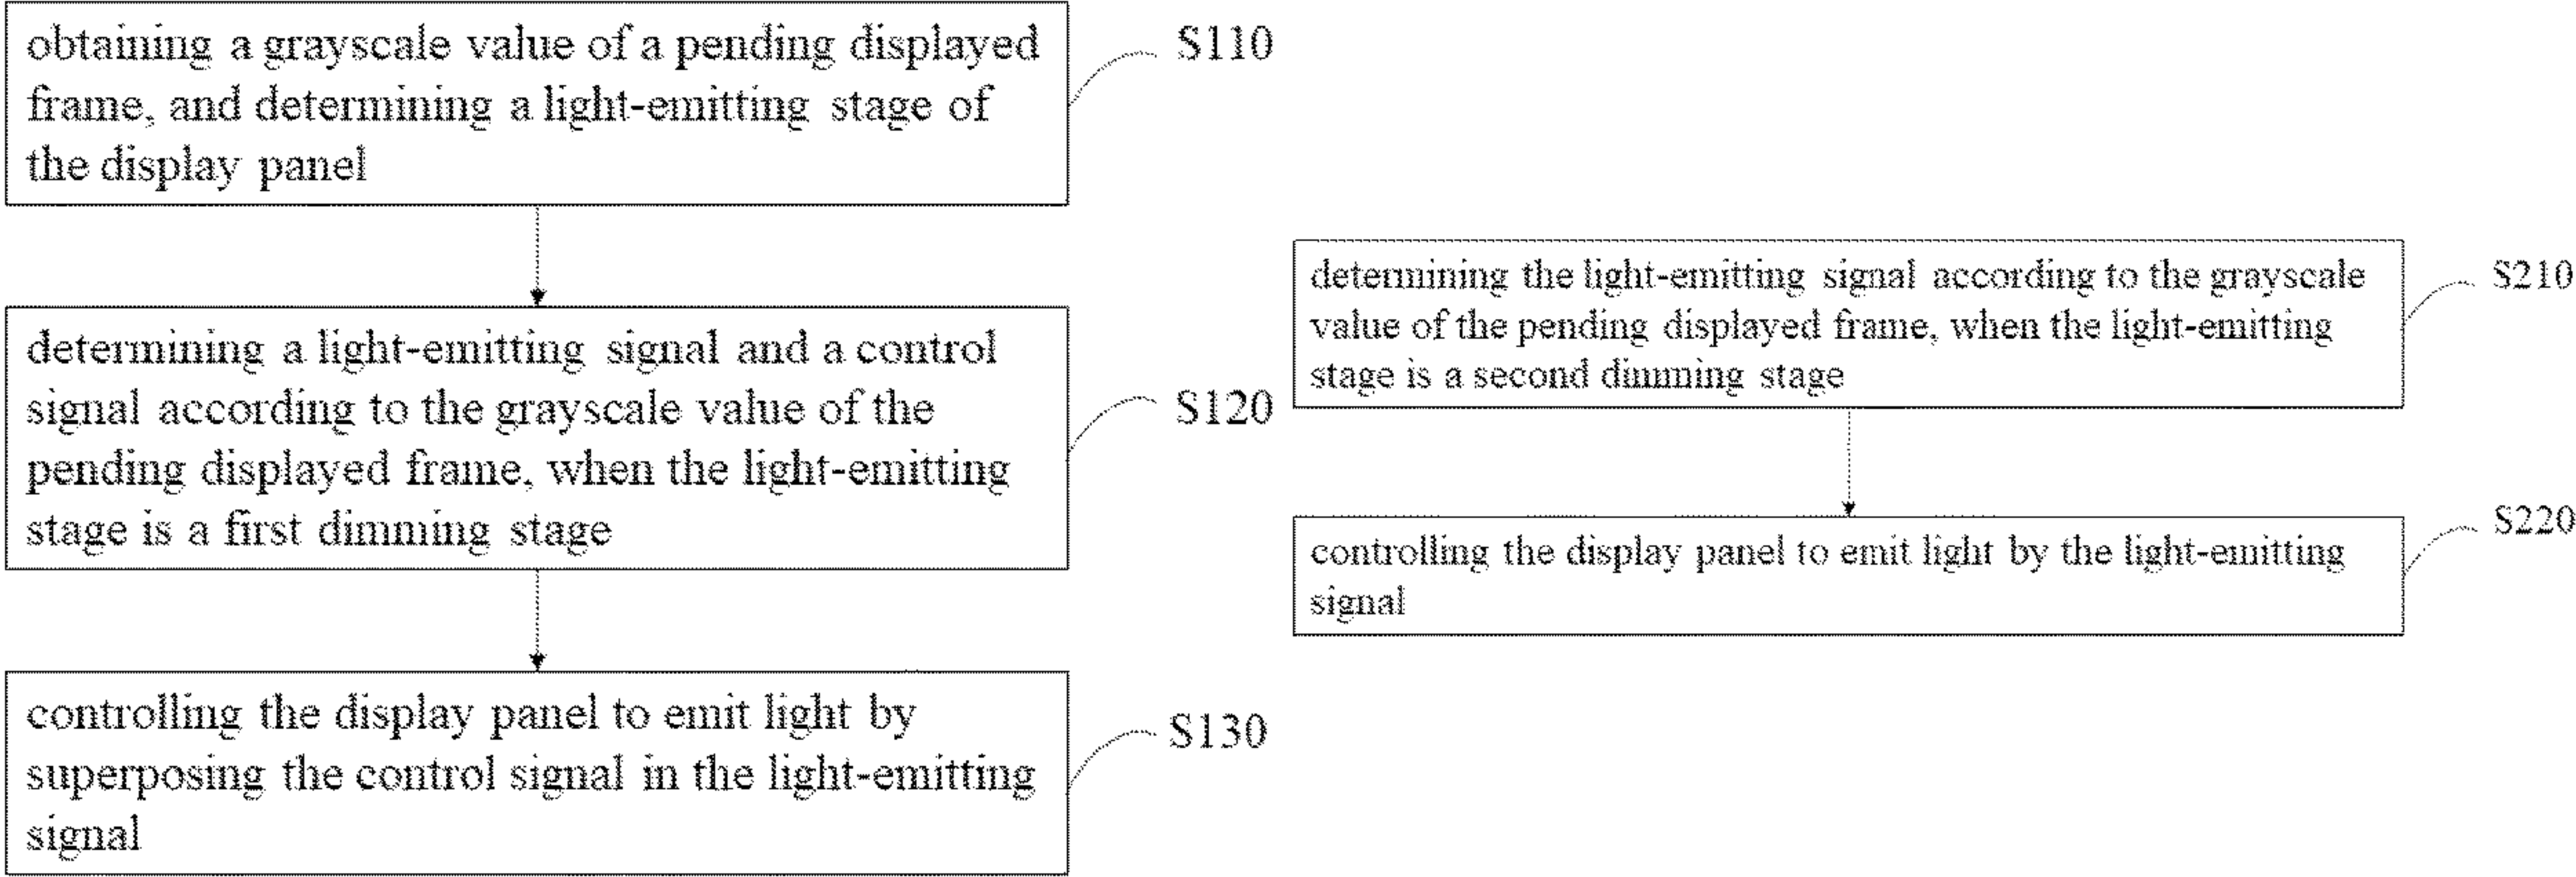 obtaining a grayscale value of a pending displayed
frame, and determining a light-emitting stage of
the display panel
S110
determining a light-emitting signal and a control
signal according to the grayscale value of the
pending displayed frame, when the light-emitting
stage is a first dimming stage
S120
controlling the display panel to emit light by
superposing the control signal in the light-emitting
signal
S130
determining the light-emitting signal according to the grayscale
value of the pending displayed frame, when the light-emitting
stage is a second dimming stage
S210
controlling the display panel to emit light by the light-emitting
signal
S220